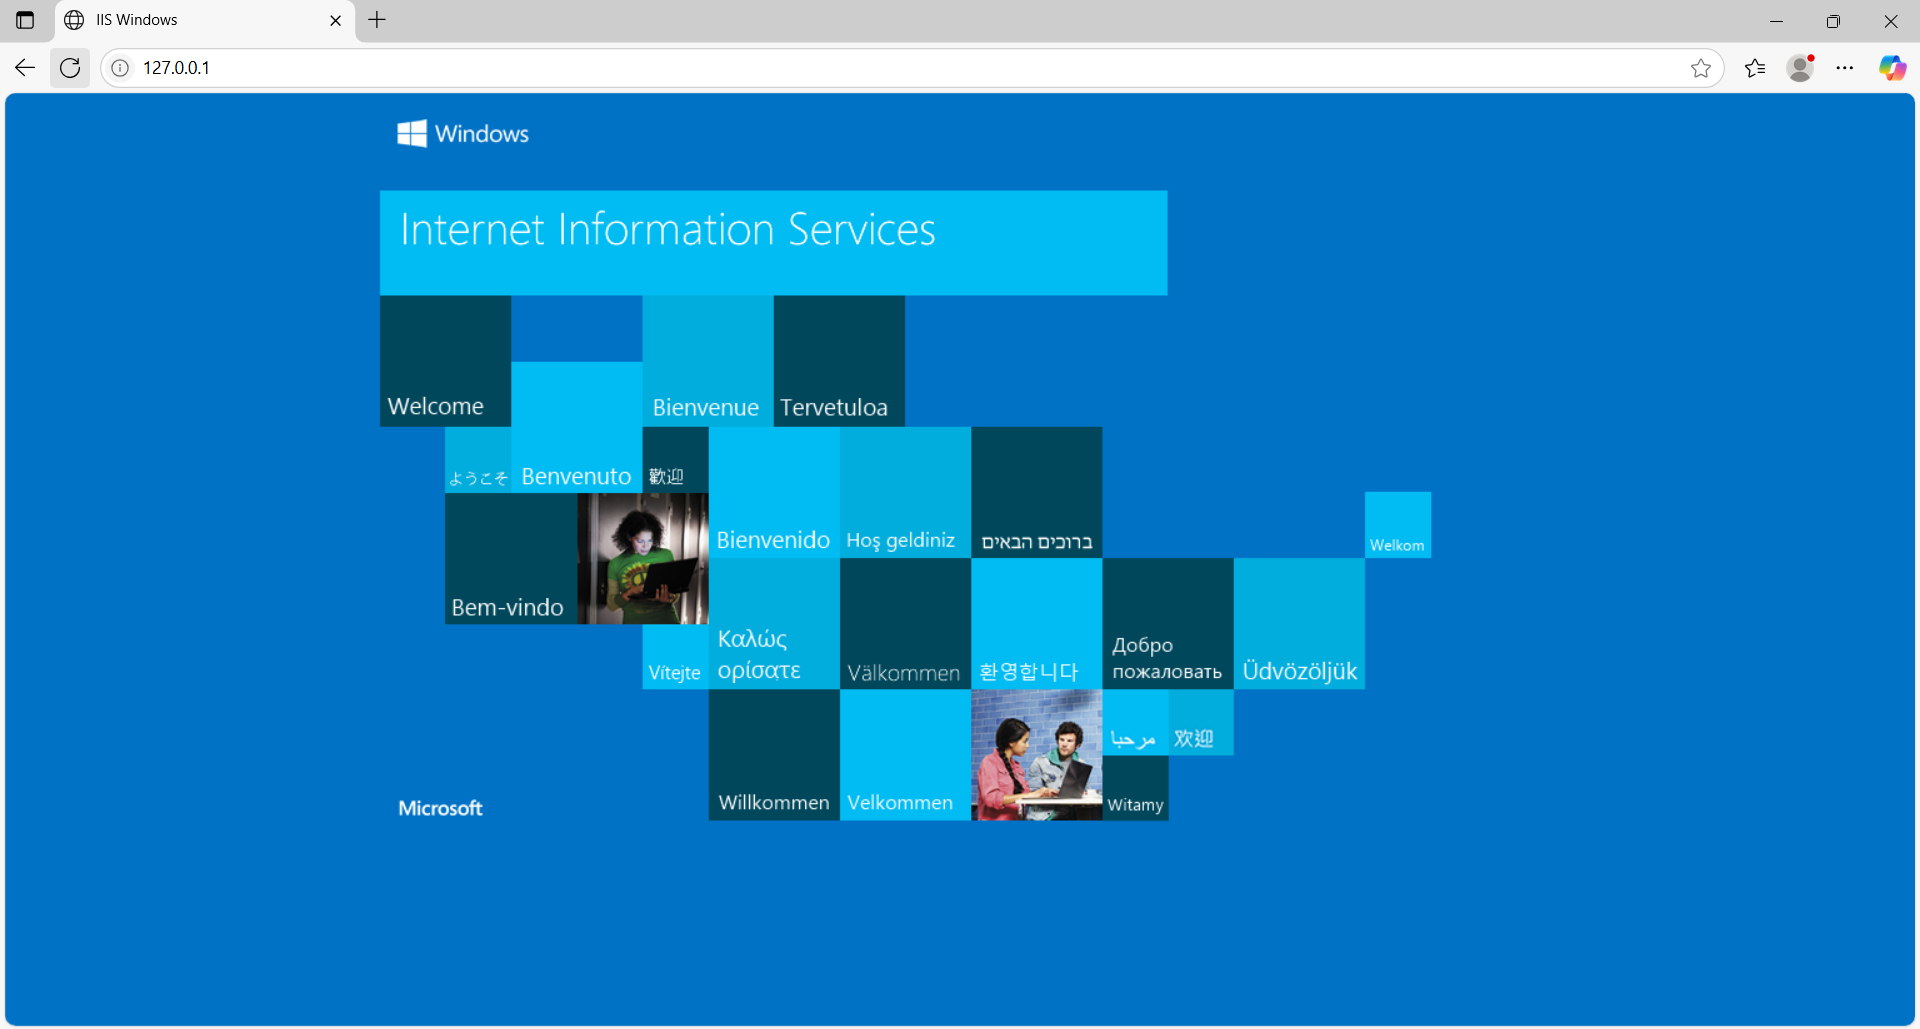 IIS Windows
127.0.0.1
Windows
Internet Information Services
Welcome
Bienvenue
Tervetuloa
ようこそ
Benvenuto
歡迎
Bienvenido
Hoş geldiniz
ברוכים הבאים
Welkom
Bem-vindo
Vítejte
Καλώς
ορίσατε
Välkommen
환영합니다
Добро
пожаловать
Üdvözöljük
Willkommen
Velkommen
مرحبا
欢迎
Witamy
Microsoft